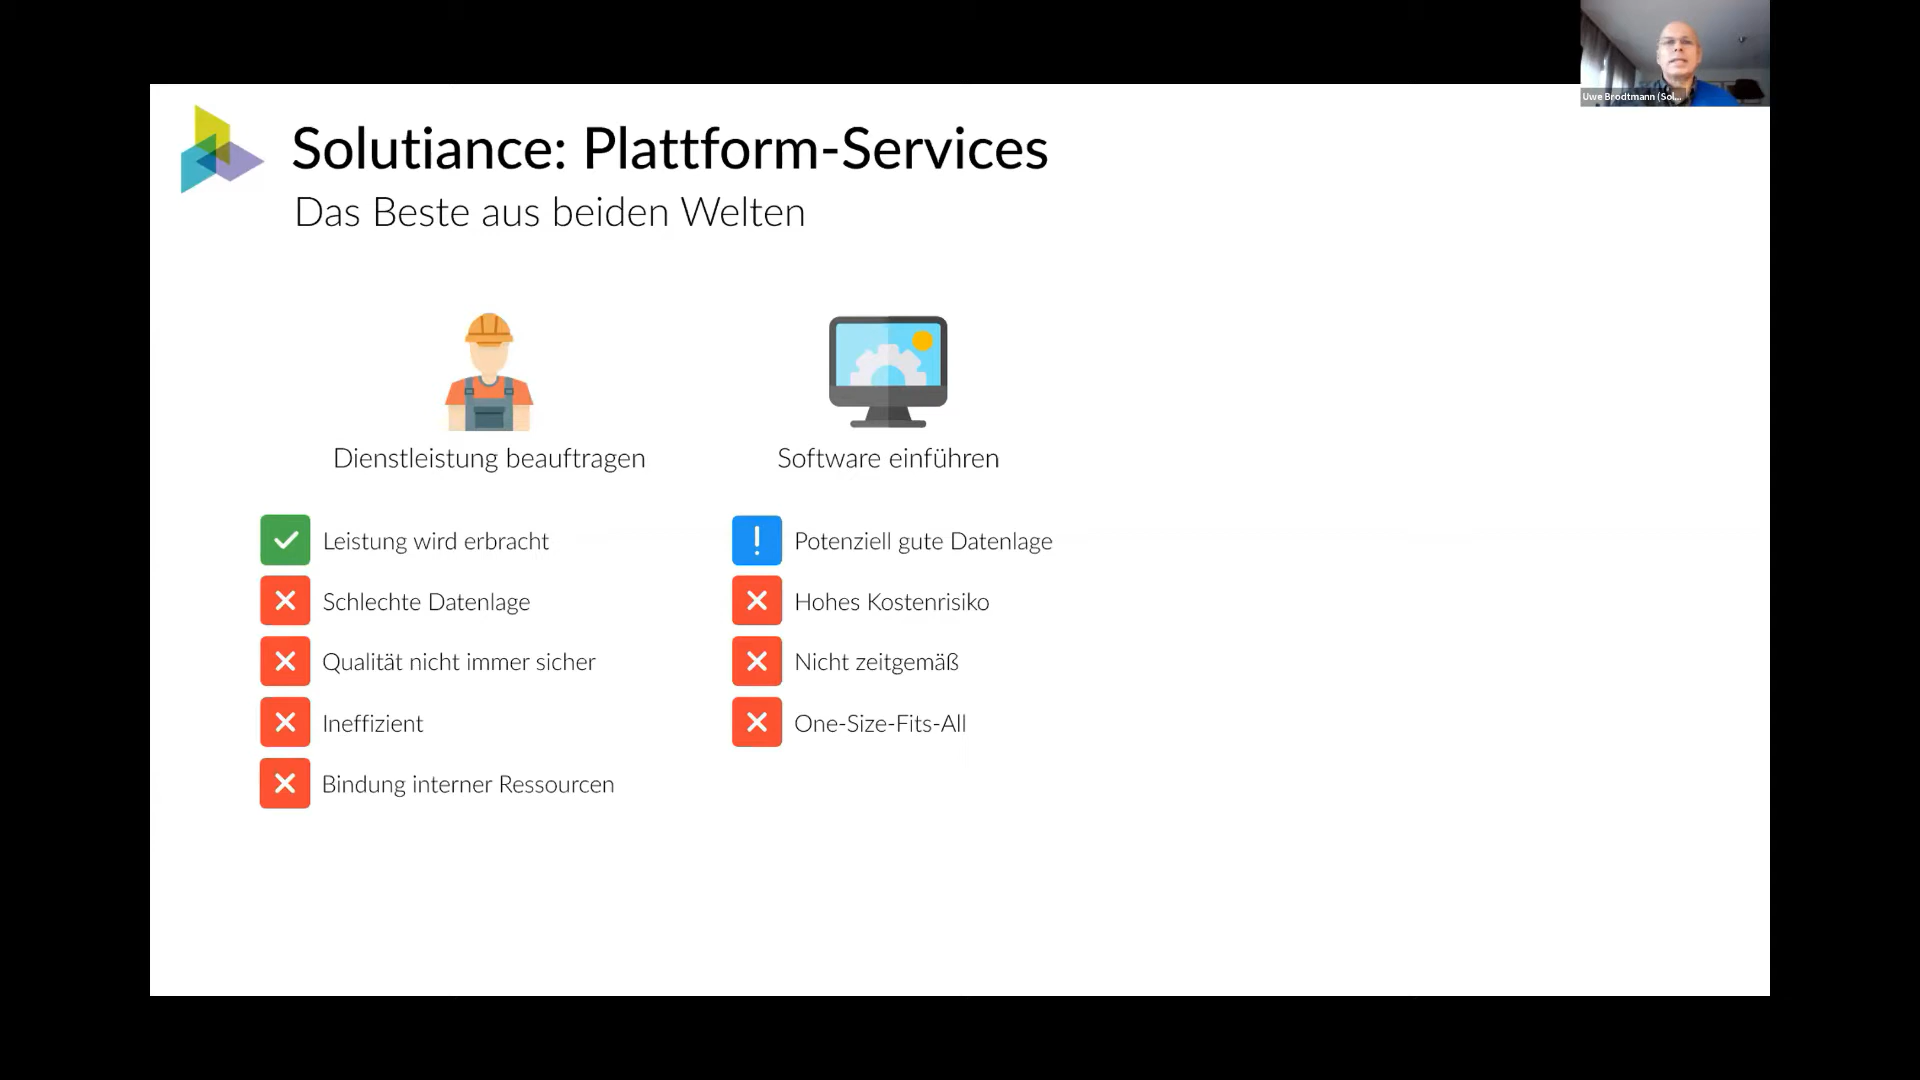 Uwe Brodtmann (Sol...
Solutiance: Plattform-Services
Das Beste aus beiden Welten
Dienstleistung beauftragen
Leistung wird erbracht
Schlechte Datenlage
Qualität nicht immer sicher
Ineffizient
Bindung interner Ressourcen
Software einführen
Potenziell gute Datenlage
Hohes Kostenrisiko
Nicht zeitgemäß
One-Size-Fits-All